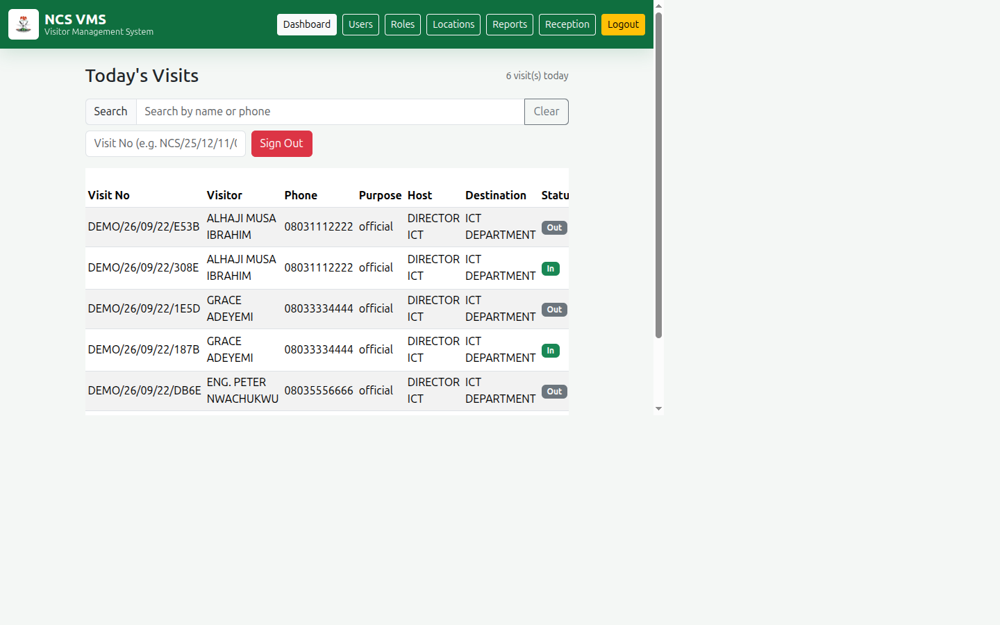 NCS VMS
Visitor Management System
Dashboard Users Roles Locations Reports Reception Logout
Today's Visits
6 visit(s) today
Search Search by name or phone Clear
Visit No (e.g. NCS/25/12/11/0 Sign Out
Visit No Visitor Phone Purpose Host Destination Statu
DEMO/26/09/22/E53B ALHAJI MUSA IBRAHIM 08031112222 official DIRECTOR ICT ICT DEPARTMENT Out
DEMO/26/09/22/308E ALHAJI MUSA IBRAHIM 08031112222 official DIRECTOR ICT ICT DEPARTMENT In
DEMO/26/09/22/1E5D GRACE ADEYEMI 08033334444 official DIRECTOR ICT ICT DEPARTMENT Out
DEMO/26/09/22/187B GRACE ADEYEMI 08033334444 official DIRECTOR ICT ICT DEPARTMENT In
DEMO/26/09/22/DB6E ENG. PETER NWACHUKWU 08035556666 official DIRECTOR ICT ICT DEPARTMENT Out